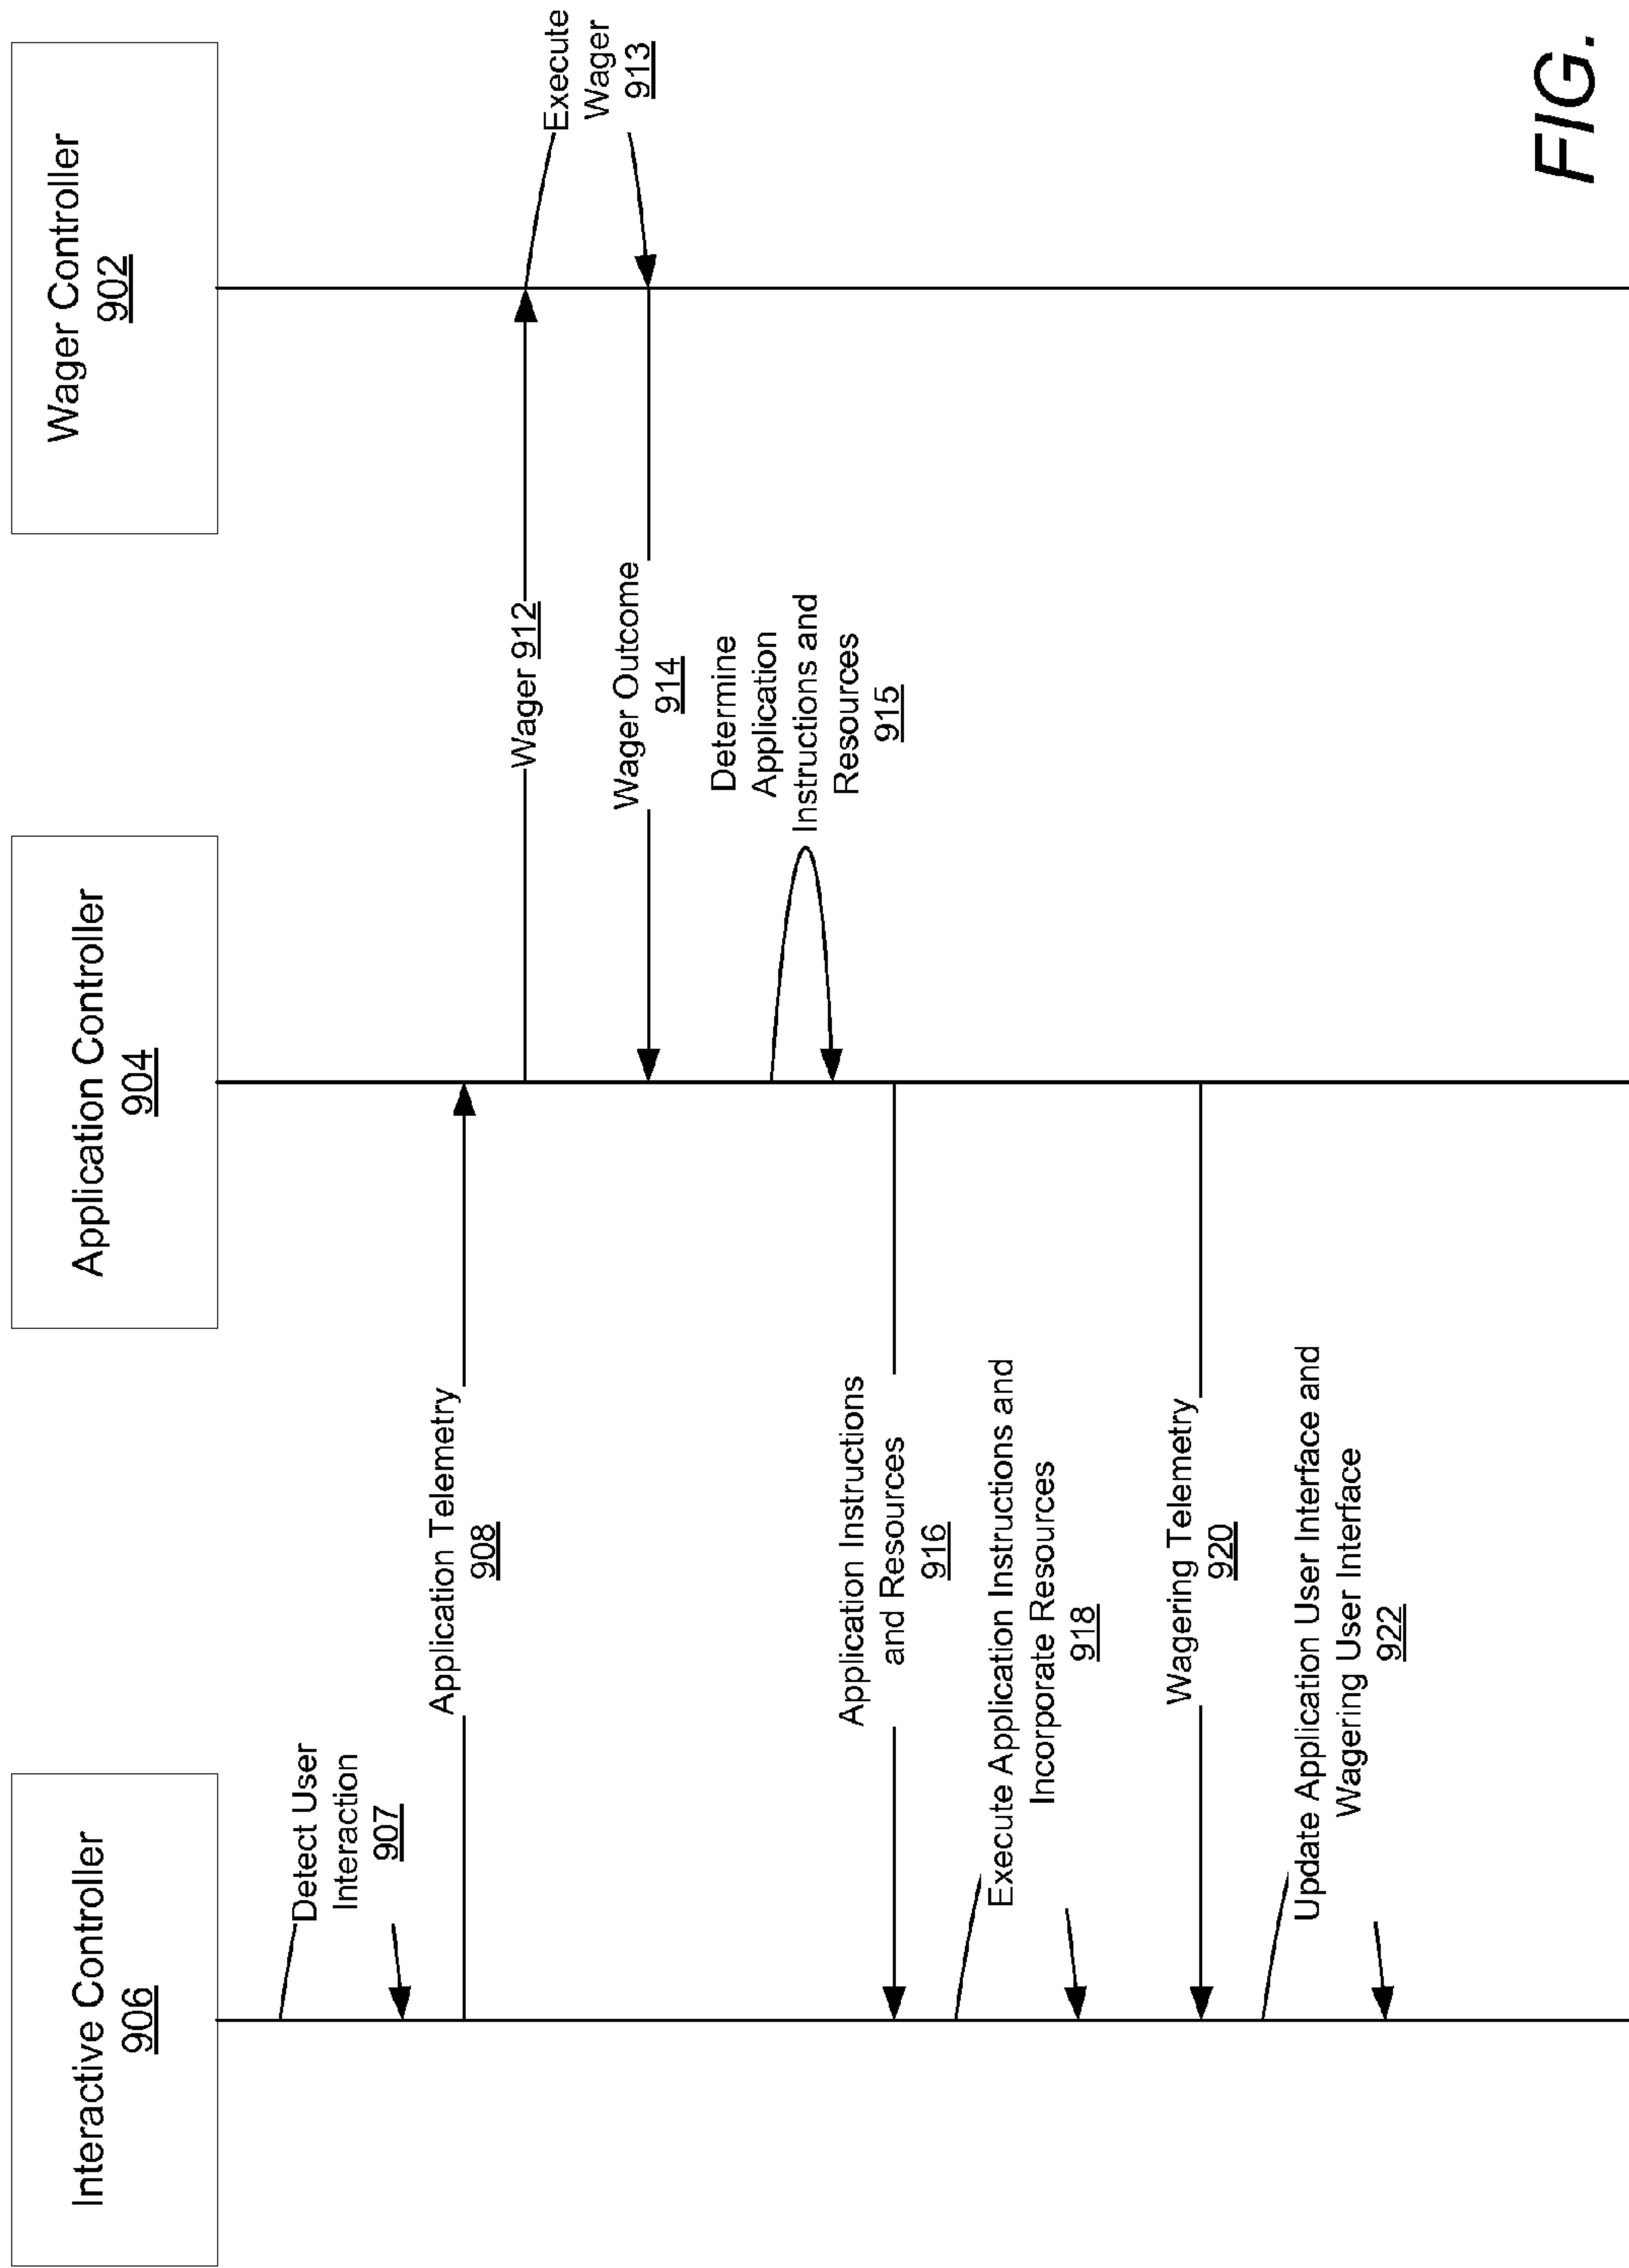 Interactive Controller
906
Application Controller
904
Wager Controller
902
Detect User
Interaction
907
Application Telemetry
908
Wager 912
Execute
Wager
913
Wager Outcome
914
Determine
Application
Instructions and
Resources
915
Application Instructions
and Resources
916
Execute Application Instructions and
Incorporate Resources
918
Wagering Telemetry
920
Update Application User Interface and
Wagering User Interface
922
FIG.